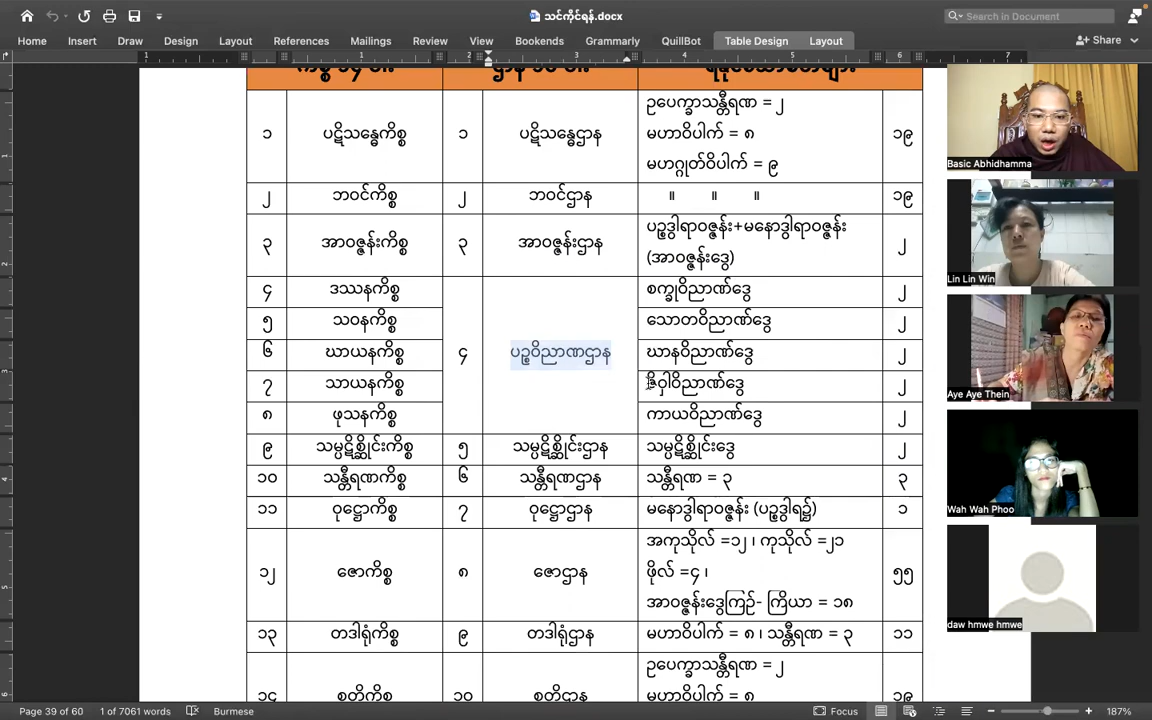 သင်ကိုင်ရန်.docx
Search in Document
Home Insert Draw Design Layout References Mailings Review View Bookends Grammarly QuillBot Table Design Layout Share
ကိစ္စ ၁၄ ပါး ဌာန ၁၀ ပါး
၁ ပဋိသန္ဓေကိစ္စ ၁ ပဋိသန္ဓေဌာန ဥပေက္ခာသန္တီရဏ =၂ ၁၉
မဟာဝိပါက် = ၈
မဟဂ္ဂုတ်ဝိပါက် = ၉
၂ ဘဝင်ကိစ္စ ၂ ဘဝင်ဌာန ။ ။ ။ ၁၉
၃ အာဝဇ္ဇန်းကိစ္စ ၃ အာဝဇ္ဇန်းဌာန ပဉ္စဒွါရာဝဇ္ဇန်း+မနောဒွါရာဝဇ္ဇန်း ၂
(အာဝဇ္ဇန်းဒွေ)
၄ ဒဿနကိစ္စ ၄ ပဉ္စဝိညာဏဌာန စက္ခုဝိညာဏ်ဒွေ ၂
၅ သဝနကိစ္စ သောတဝိညာဏ်ဒွေ ၂
၆ ဃာယနကိစ္စ ဃာနဝိညာဏ်ဒွေ ၂
၇ သာယနကိစ္စ ဇိဝှါဝိညာဏ်ဒွေ ၂
၈ ဖုသနကိစ္စ ကာယဝိညာဏ်ဒွေ ၂
၉ သမ္ပဋိစ္ဆိုင်းကိစ္စ ၅ သမ္ပဋိစ္ဆိုင်းဌာန သမ္ပဋိစ္ဆိုင်းဒွေ ၂
၁၀ သန္တီရဏကိစ္စ ၆ သန္တီရဏဌာန သန္တီရဏ = ၃ ၃
၁၁ ဝုဋ္ဌောကိစ္စ ၇ ဝုဋ္ဌောဌာန မနောဒွါရာဝဇ္ဇန်း (ပဉ္စဒွါရ၌) ၁
၁၂ ဇောကိစ္စ ၈ ဇောဌာန အကုသိုလ် =၁၂ ၊ ကုသိုလ် =၂၁ ၅၅
ဖိုလ် =၄ ၊
အာဝဇ္ဇန်းဒွေကြဉ်- ကြိယာ = ၁၈
၁၃ တဒါရုံကိစ္စ ၉ တဒါရုံဌာန မဟာဝိပါက် = ၈ ၊ သန္တီရဏ = ၃ ၁၁
၁၄ စုတိကိစ္စ ၁၀ စုတိဌာန ဥပေက္ခာသန္တီရဏ =၂ ၁၉
မဟာဝိပါက် = ၈
Basic Abhidhamma
Lin Lin Win
Aye Aye Thein
Wah Wah Phoo
daw hmwe hmwe
Page 39 of 60 1 of 7061 words Burmese Focus 187%